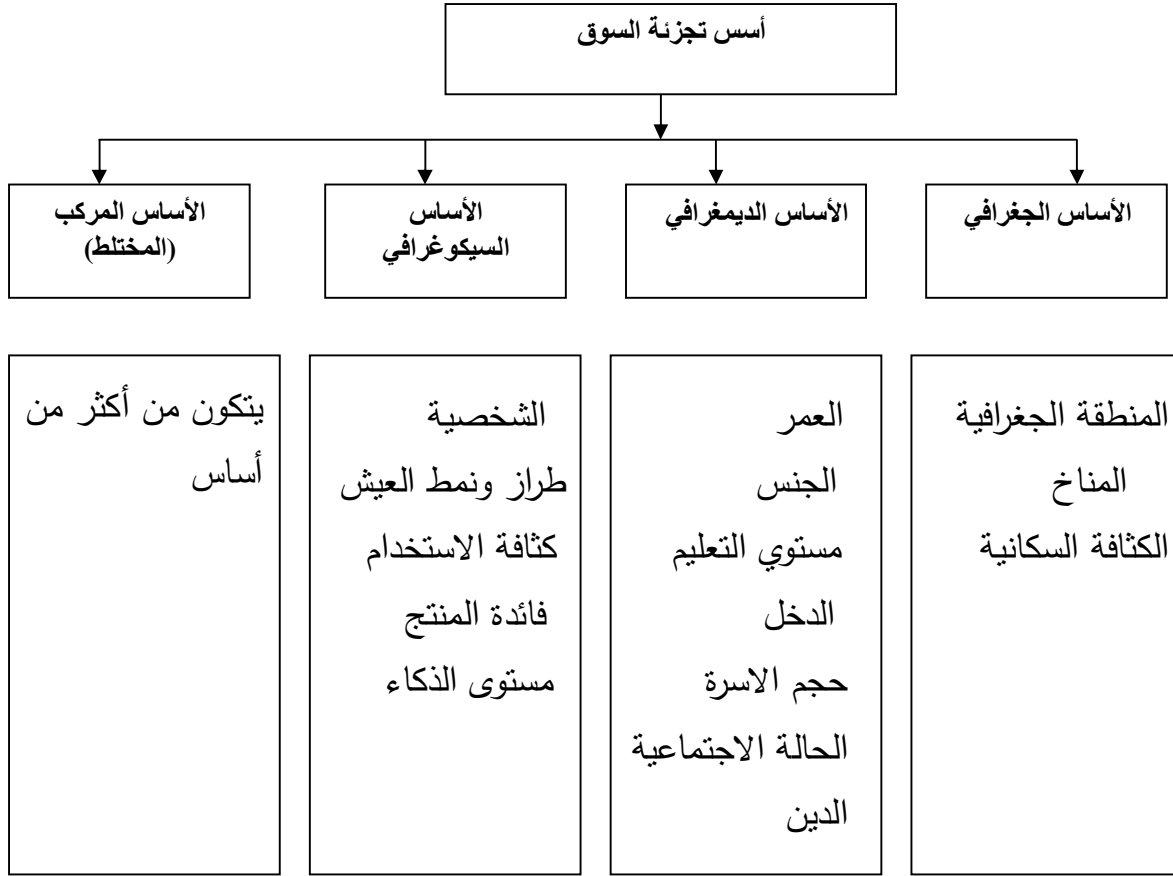 أسس تجزئة السوق
الأساس الجغرافي
الأساس الديمغرافي
الأساس
السيكوغرافي
الأساس المركب
(المختلط)
المنطقة الجغرافية
المناخ
الكثافة السكانية
العمر
الجنس
مستوي التعليم
الدخل
حجم الاسرة
الحالة الاجتماعية
الدين
الشخصية
طراز ونمط العيش
كثافة الاستخدام
فائدة المنتج
مستوى الذكاء
يتكون من أكثر من
أساس